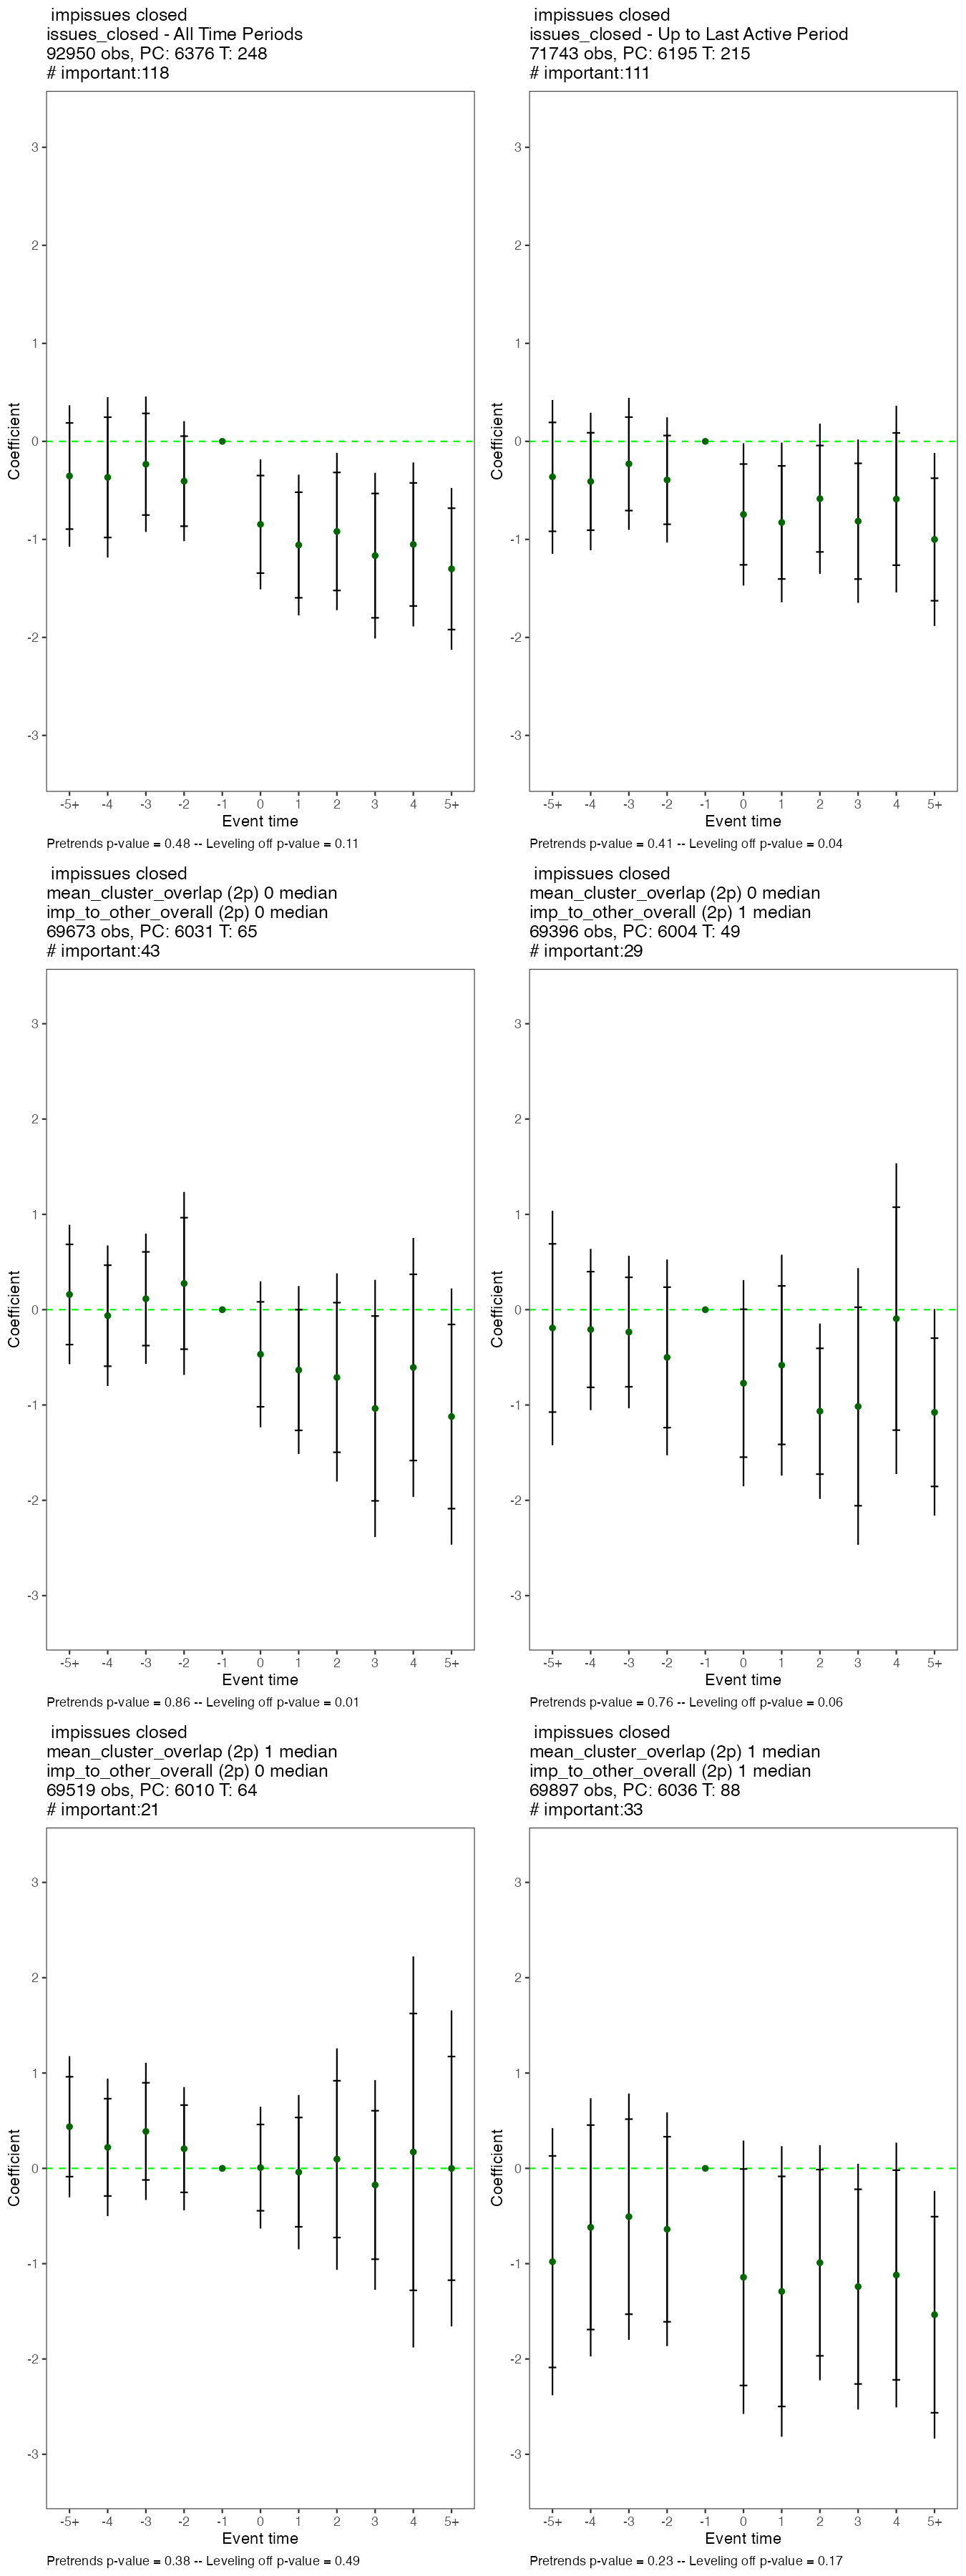 impissues closed
issues_closed - All Time Periods
92950 obs, PC: 6376 T: 248
# important:118
3
2
1
0
-1
-2
-3
Coefficient
-5+ -4 -3 -2 -1 0 1 2 3 4 5+
Event time
Pretrends p-value = 0.48 -- Leveling off p-value = 0.11
impissues closed
issues_closed - Up to Last Active Period
71743 obs, PC: 6195 T: 215
# important:111
3
2
1
0
-1
-2
-3
Coefficient
-5+ -4 -3 -2 -1 0 1 2 3 4 5+
Event time
Pretrends p-value = 0.41 -- Leveling off p-value = 0.04
impissues closed
mean_cluster_overlap (2p) 0 median
imp_to_other_overall (2p) 0 median
69673 obs, PC: 6031 T: 65
# important:43
3
2
1
0
-1
-2
-3
Coefficient
-5+ -4 -3 -2 -1 0 1 2 3 4 5+
Event time
Pretrends p-value = 0.86 -- Leveling off p-value = 0.01
impissues closed
mean_cluster_overlap (2p) 0 median
imp_to_other_overall (2p) 1 median
69396 obs, PC: 6004 T: 49
# important:29
3
2
1
0
-1
-2
-3
Coefficient
-5+ -4 -3 -2 -1 0 1 2 3 4 5+
Event time
Pretrends p-value = 0.76 -- Leveling off p-value = 0.06
impissues closed
mean_cluster_overlap (2p) 1 median
imp_to_other_overall (2p) 0 median
69519 obs, PC: 6010 T: 64
# important:21
3
2
1
0
-1
-2
-3
Coefficient
-5+ -4 -3 -2 -1 0 1 2 3 4 5+
Event time
Pretrends p-value = 0.38 -- Leveling off p-value = 0.49
impissues closed
mean_cluster_overlap (2p) 1 median
imp_to_other_overall (2p) 1 median
69897 obs, PC: 6036 T: 88
# important:33
3
2
1
0
-1
-2
-3
Coefficient
-5+ -4 -3 -2 -1 0 1 2 3 4 5+
Event time
Pretrends p-value = 0.23 -- Leveling off p-value = 0.17